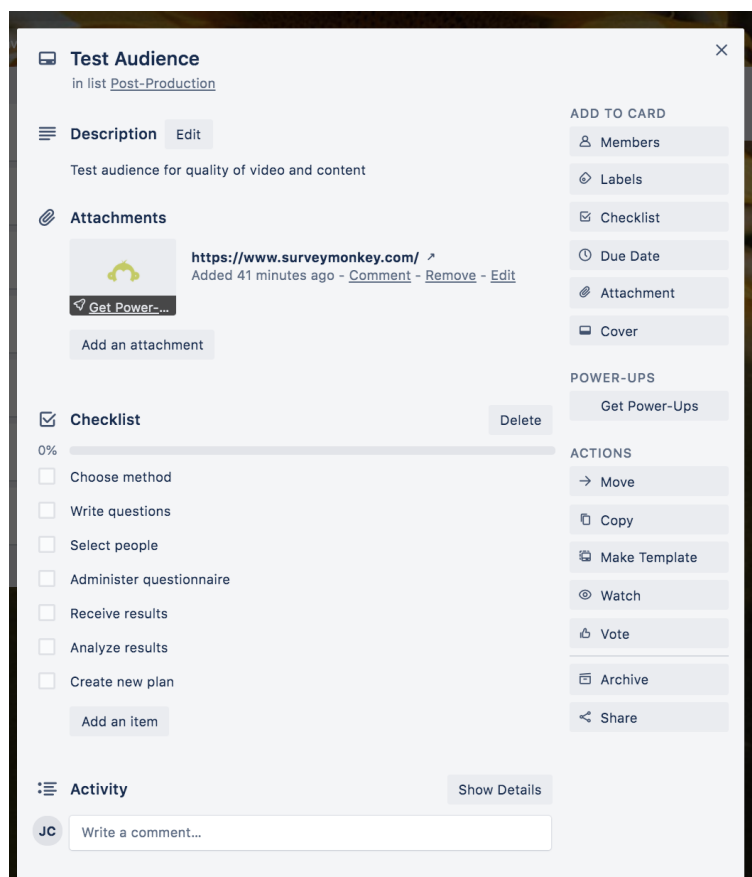 Test Audience
in list Post-Production
Description Edit
Test audience for quality of video and content
Attachments
https://www.surveymonkey.com/ ↗
Added 41 minutes ago - Comment - Remove - Edit
Get Power-...
Add an attachment
Checklist Delete
0%
Choose method
Write questions
Select people
Administer questionnaire
Receive results
Analyze results
Create new plan
Add an item
Activity Show Details
JC Write a comment...
ADD TO CARD
Members
Labels
Checklist
Due Date
Attachment
Cover
POWER-UPS
Get Power-Ups
ACTIONS
Move
Copy
Make Template
Watch
Vote
Archive
Share